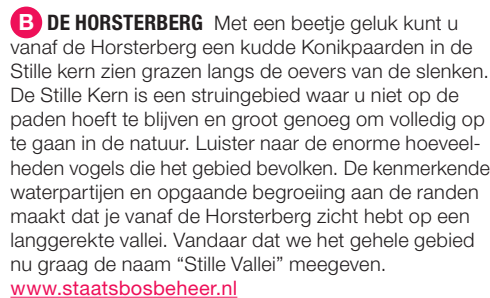 B DE HORSTERBERG Met een beetje geluk kunt u
vanaf de Horsterberg een kudde Konikpaarden in de
Stille kern zien grazen langs de oevers van de slenken.
De Stille Kern is een struingebied waar u niet op de
paden hoeft te blijven en groot genoeg om volledig op
te gaan in de natuur. Luister naar de enorme hoeveel-
heden vogels die het gebied bevolken. De kenmerkende
waterpartijen en opgaande begroeiing aan de randen
maakt dat je vanaf de Horsterberg zicht hebt op een
langgerekte vallei. Vandaar dat we het gehele gebied
nu graag de naam “Stille Vallei” meegeven.
www.staatsbosbeheer.nl